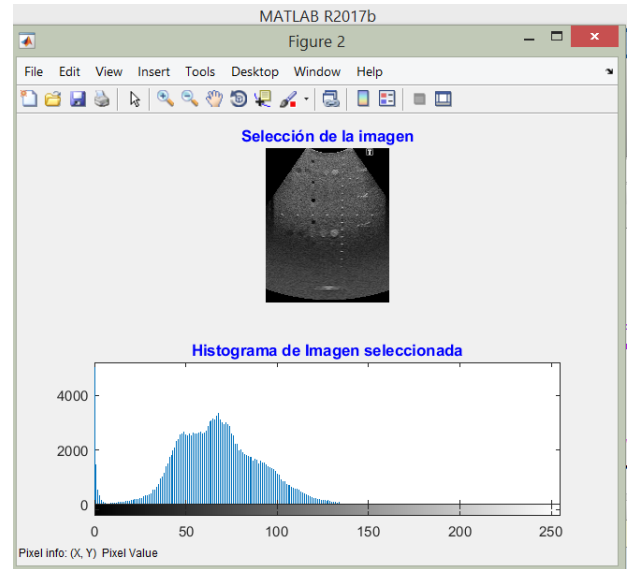 MATLAB R2017b
Figure 2
File Edit View Insert Tools Desktop Window Help
Selección de la imagen
T
Histograma de Imagen seleccionada
4000
2000
0
0 50 100 150 200 250
Pixel info: (X, Y) Pixel Value